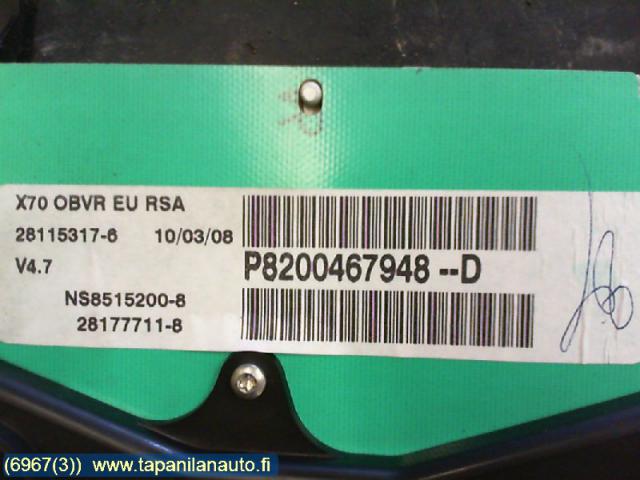 X70 OBVR EU RSA
28115317-6 10/03/08
V4.7
P8200467948--D
NS8515200-8
28177711-8
(6967(3)) www.tapanilanauto.fi